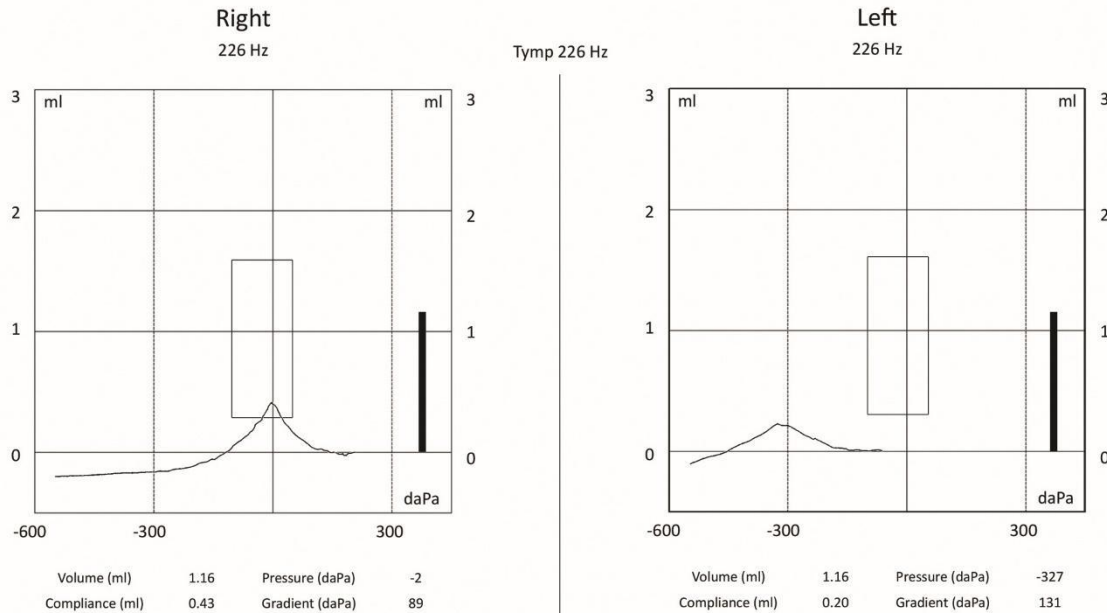 Right
226 Hz
Tymp 226 Hz
Left
226 Hz
3 ml ml 3
2 2
1 1
0 0
daPa
-600 -300 300
Volume (ml) 1.16 Pressure (daPa) -2
Compliance (ml) 0.43 Gradient (daPa) 89
3 ml ml 3
2 2
1 1
0 0
daPa
-600 -300 300
Volume (ml) 1.16 Pressure (daPa) -327
Compliance (ml) 0.20 Gradient (daPa) 131